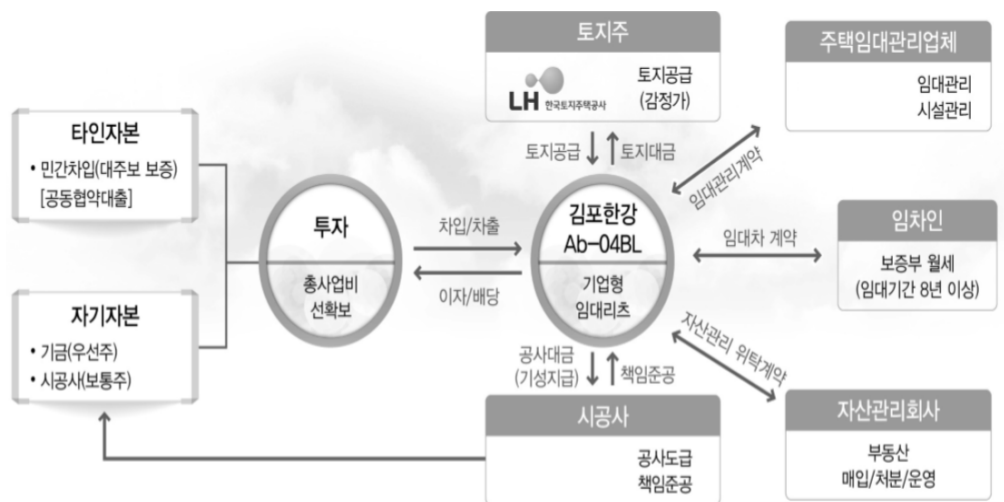 토지주
LH 한국토지주택공사
토지공급
(감정가)
주택임대관리업체
임대관리
시설관리
타인자본
• 민간차입(대주보 보증)
[공동협약대출]
토지공급
토지대금
임대관리계약
투자
총사업비
선확보
차입/차출
이자/배당
김포한강
Ab-04BL
기업형
임대리츠
임대차 계약
임차인
보증부 월세
(임대기간 8년 이상)
자기자본
• 기금(우선주)
• 시공사(보통주)
공사대금
(기성지급)
책임준공
자산관리 위탁계약
시공사
공사도급
책임준공
자산관리회사
부동산
매입/처분/운영